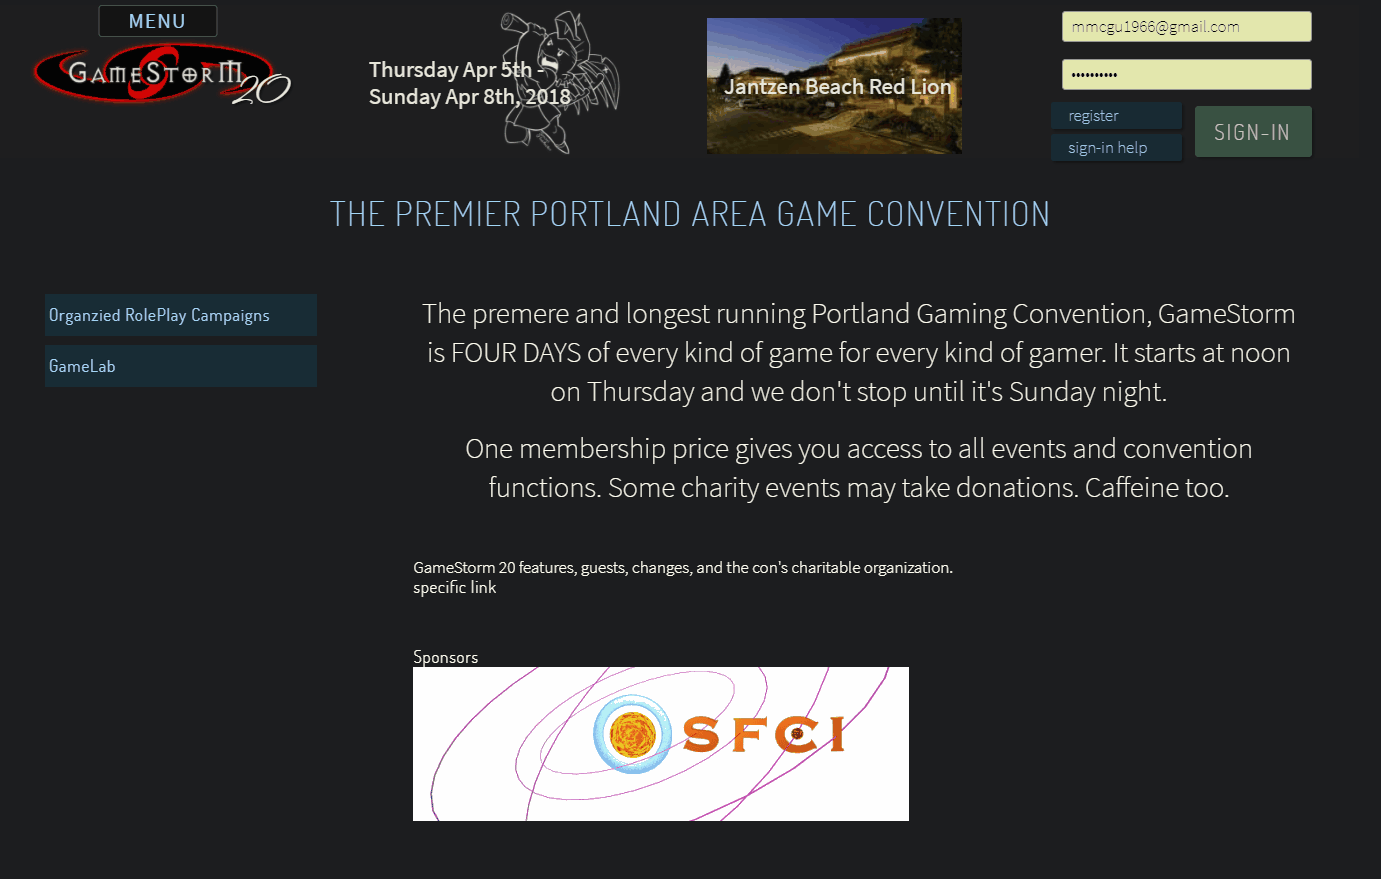 MENU
GAMESTORM
20
Thursday Apr 5th -
Sunday Apr 8th, 2018
Jantzen Beach Red Lion
mmcgu1966@gmail.com
••••••••••
register
sign-in help
SIGN-IN
THE PREMIER PORTLAND AREA GAME CONVENTION
Organzied RolePlay Campaigns
GameLab
The premere and longest running Portland Gaming Convention, GameStorm
is FOUR DAYS of every kind of game for every kind of gamer. It starts at noon
on Thursday and we don't stop until it's Sunday night.
One membership price gives you access to all events and convention
functions. Some charity events may take donations. Caffeine too.
GameStorm 20 features, guests, changes, and the con's charitable organization.
specific link
Sponsors
SFCI